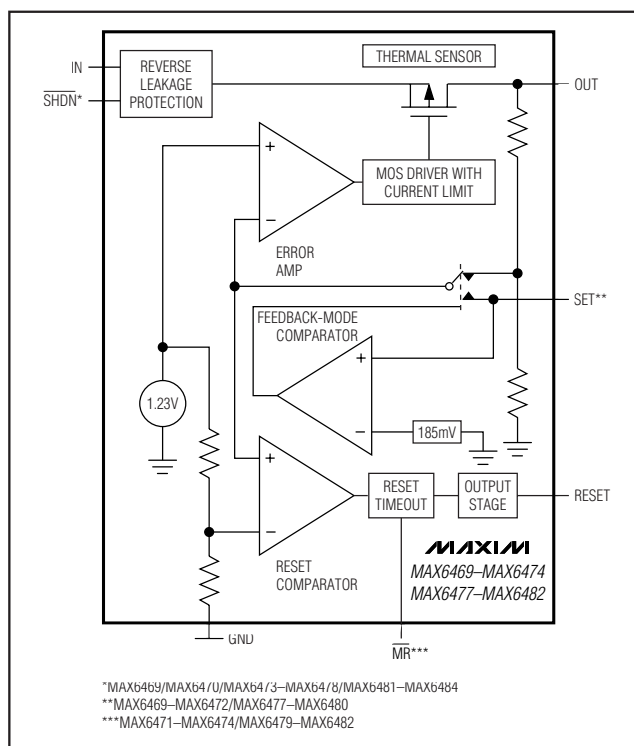 THERMAL SENSOR
IN
REVERSE
LEAKAGE
PROTECTION
SHDN*
OUT
+
−
MOS DRIVER WITH
CURRENT LIMIT
ERROR
AMP
SET**
FEEDBACK-MODE
COMPARATOR
+
−
185mV
1.23V
+
−
RESET
TIMEOUT
OUTPUT
STAGE
RESET
RESET
COMPARATOR
MAXIM
MAX6469–MAX6474
MAX6477–MAX6482
GND
MR***
*MAX6469/MAX6470/MAX6473–MAX6478/MAX6481–MAX6484
**MAX6469–MAX6472/MAX6477–MAX6480
***MAX6471–MAX6474/MAX6479–MAX6482